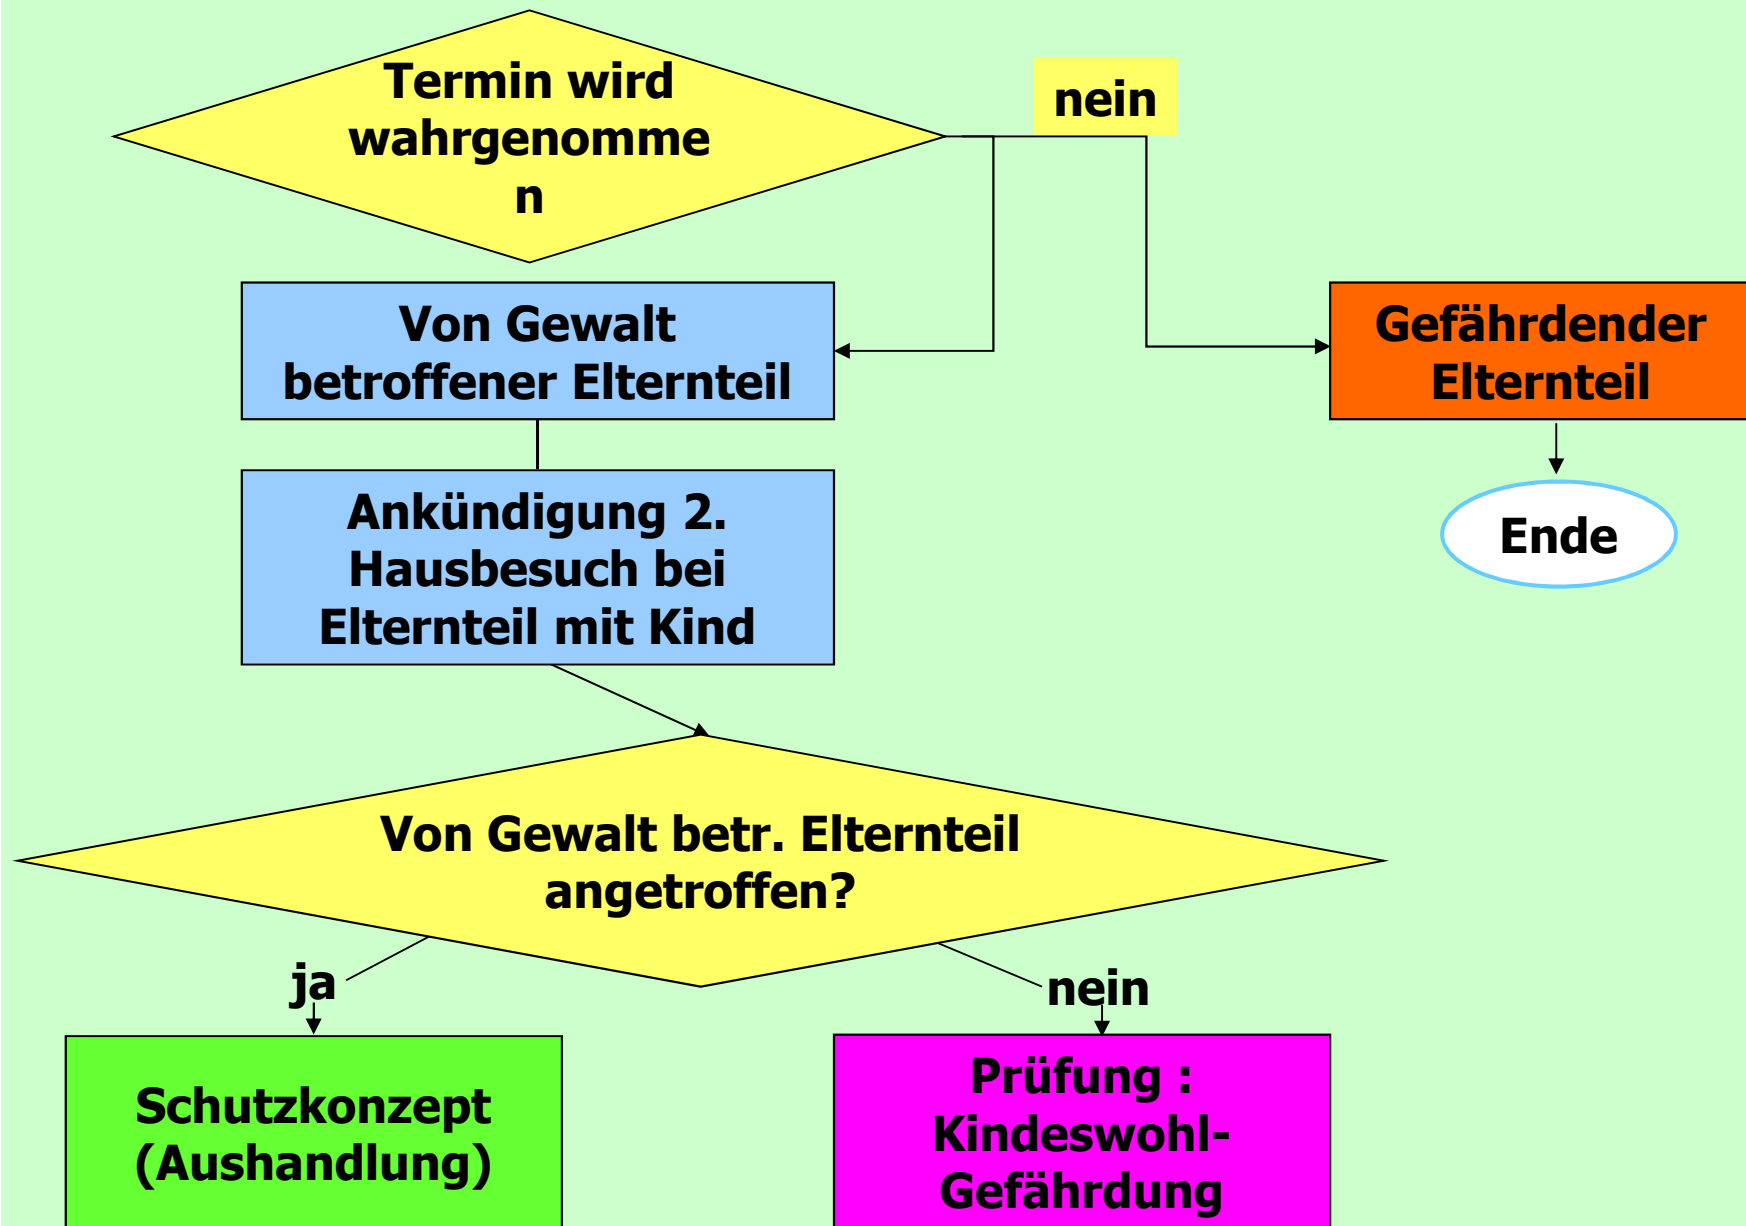 Termin wird
wahrgenomme
n
nein
Von Gewalt
betroffener Elternteil
Gefährdender
Elternteil
Ankündigung 2.
Hausbesuch bei
Elternteil mit Kind
Ende
Von Gewalt betr. Elternteil
angetroffen?
ja
nein
Schutzkonzept
(Aushandlung)
Prüfung :
Kindeswohl-
Gefährdung